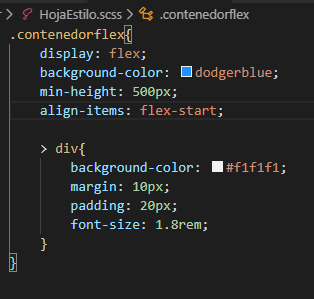 HojaEstilo.scss > .contenedorflex
.contenedorflex{
display: flex;
background-color: dodgerblue;
min-height: 500px;
align-items: flex-start;
> div{
background-color: #f1f1f1;
margin: 10px;
padding: 20px;
font-size: 1.8rem;
}
}